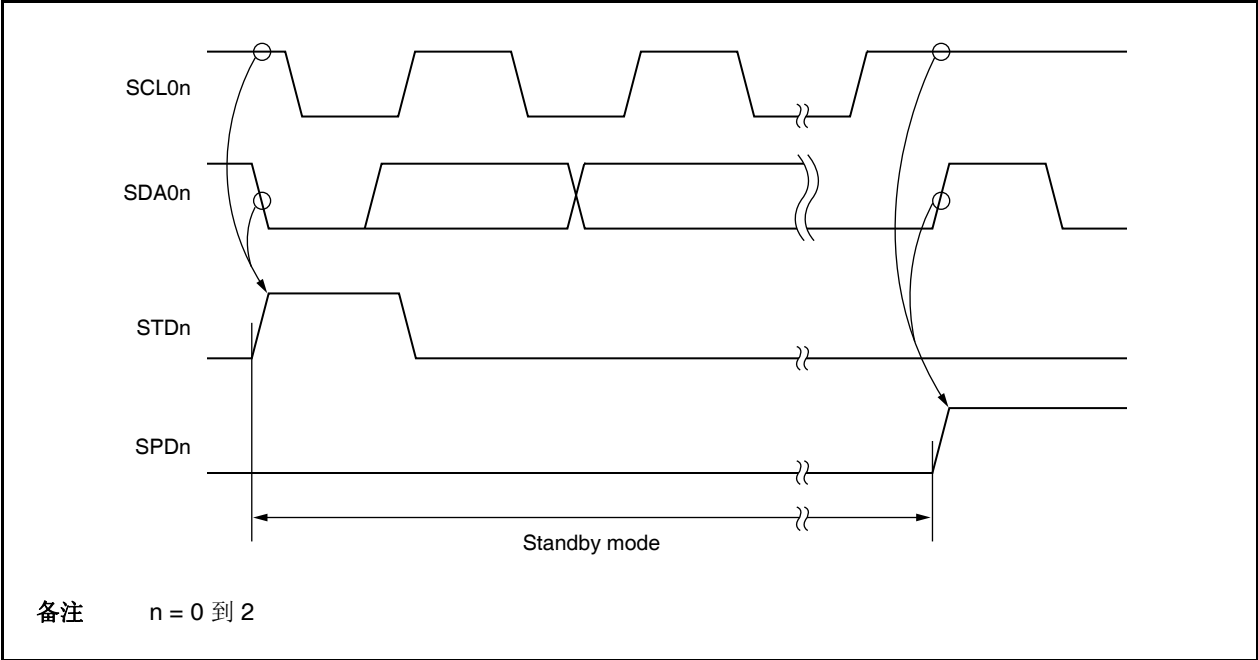 SCL0n
SDA0n
STDn
SPDn
Standby mode
备注 n = 0 到 2